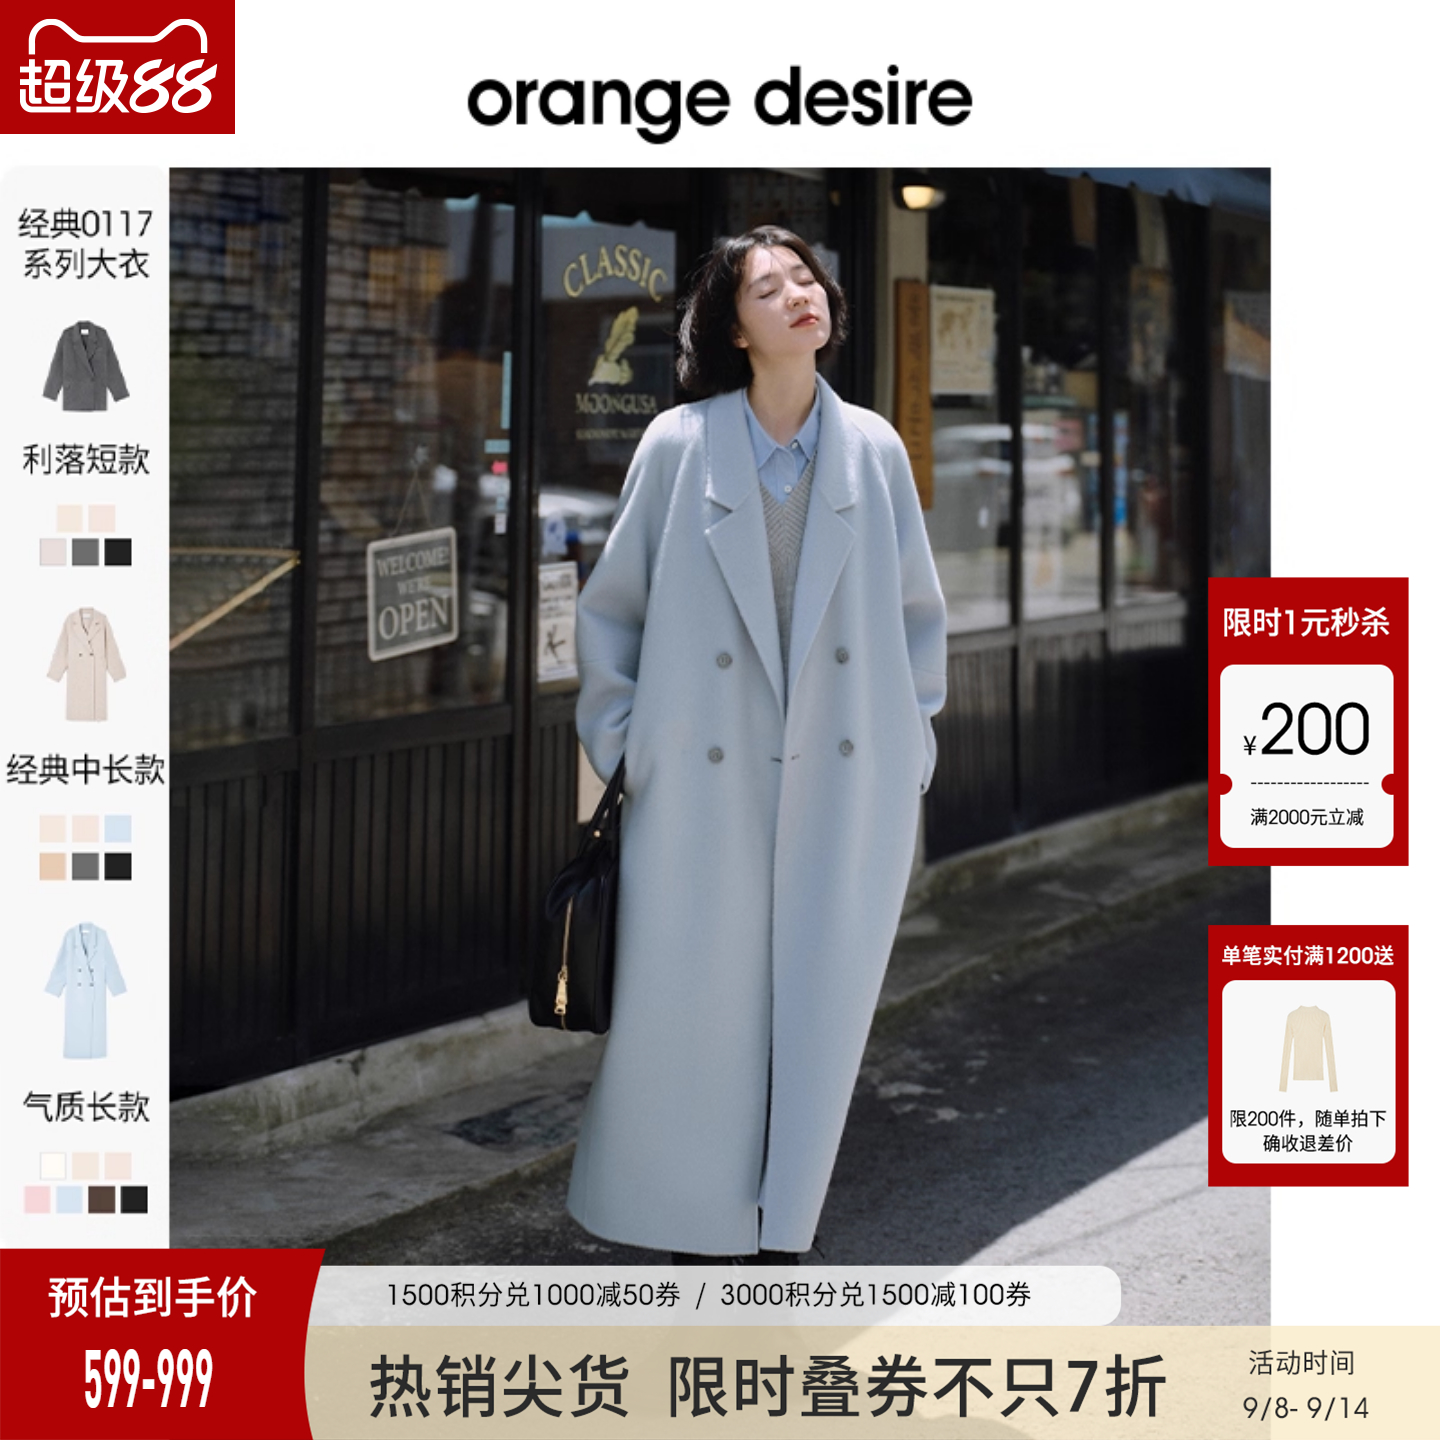 超级88
orange desire
经典0117
系列大衣
利落短款
经典中长款
气质长款
CLASSIC
MOONGUSA
WELCOME!
WE'RE
OPEN
限时1元秒杀
¥200
满2000元立减
单笔实付满1200送
限200件，随单拍下
确收退差价
预估到手价
599-999
1500积分兑1000减50券 / 3000积分兑1500减100券
热销尖货 限时叠券不只7折
活动时间
9/8- 9/14